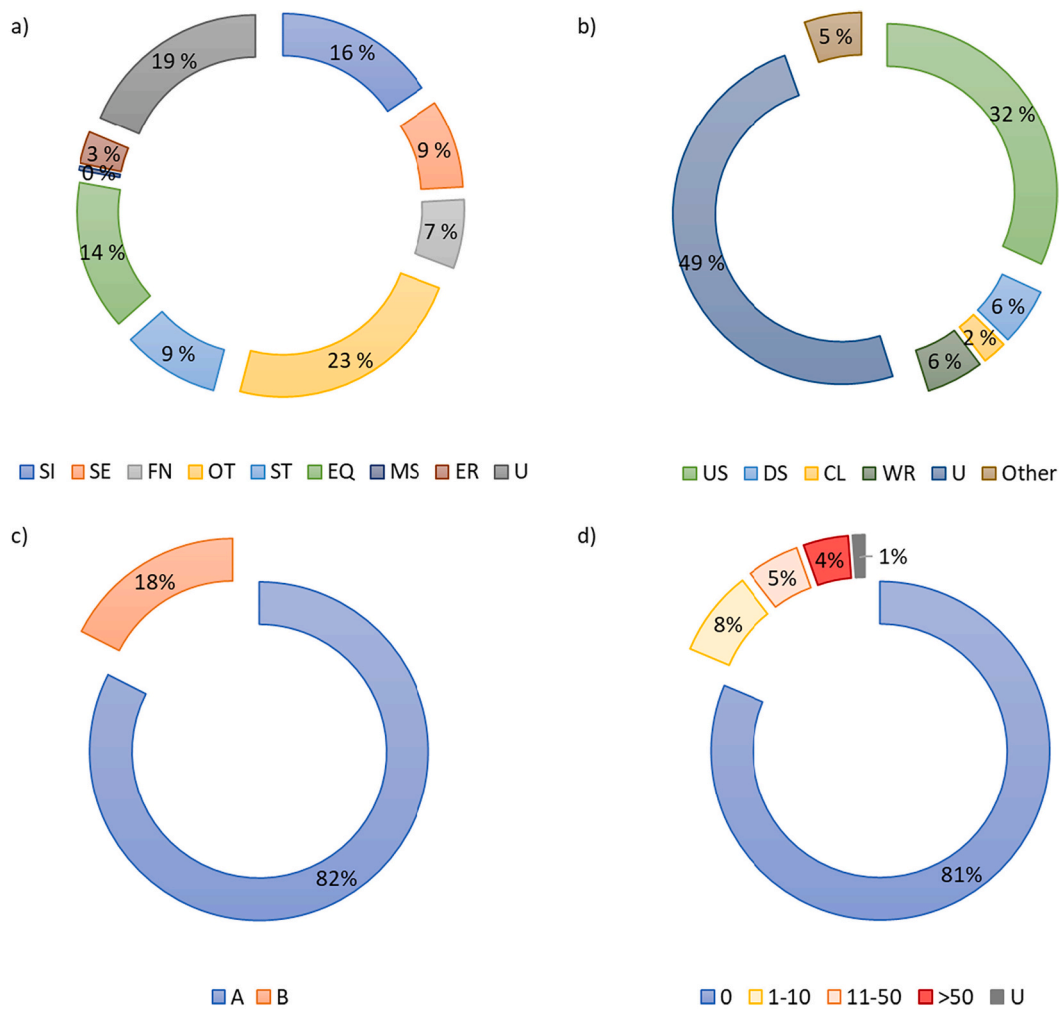 a)
16 %
9 %
7 %
23 %
9 %
14 %
0 %
3 %
19 %
SI SE FN OT ST EQ MS ER U
b)
32 %
6 %
2 %
6 %
49 %
5 %
US DS CL WR U Other
c)
18%
82%
A B
d)
8%
5%
4%
1%
81%
0 1-10 11-50 >50 U